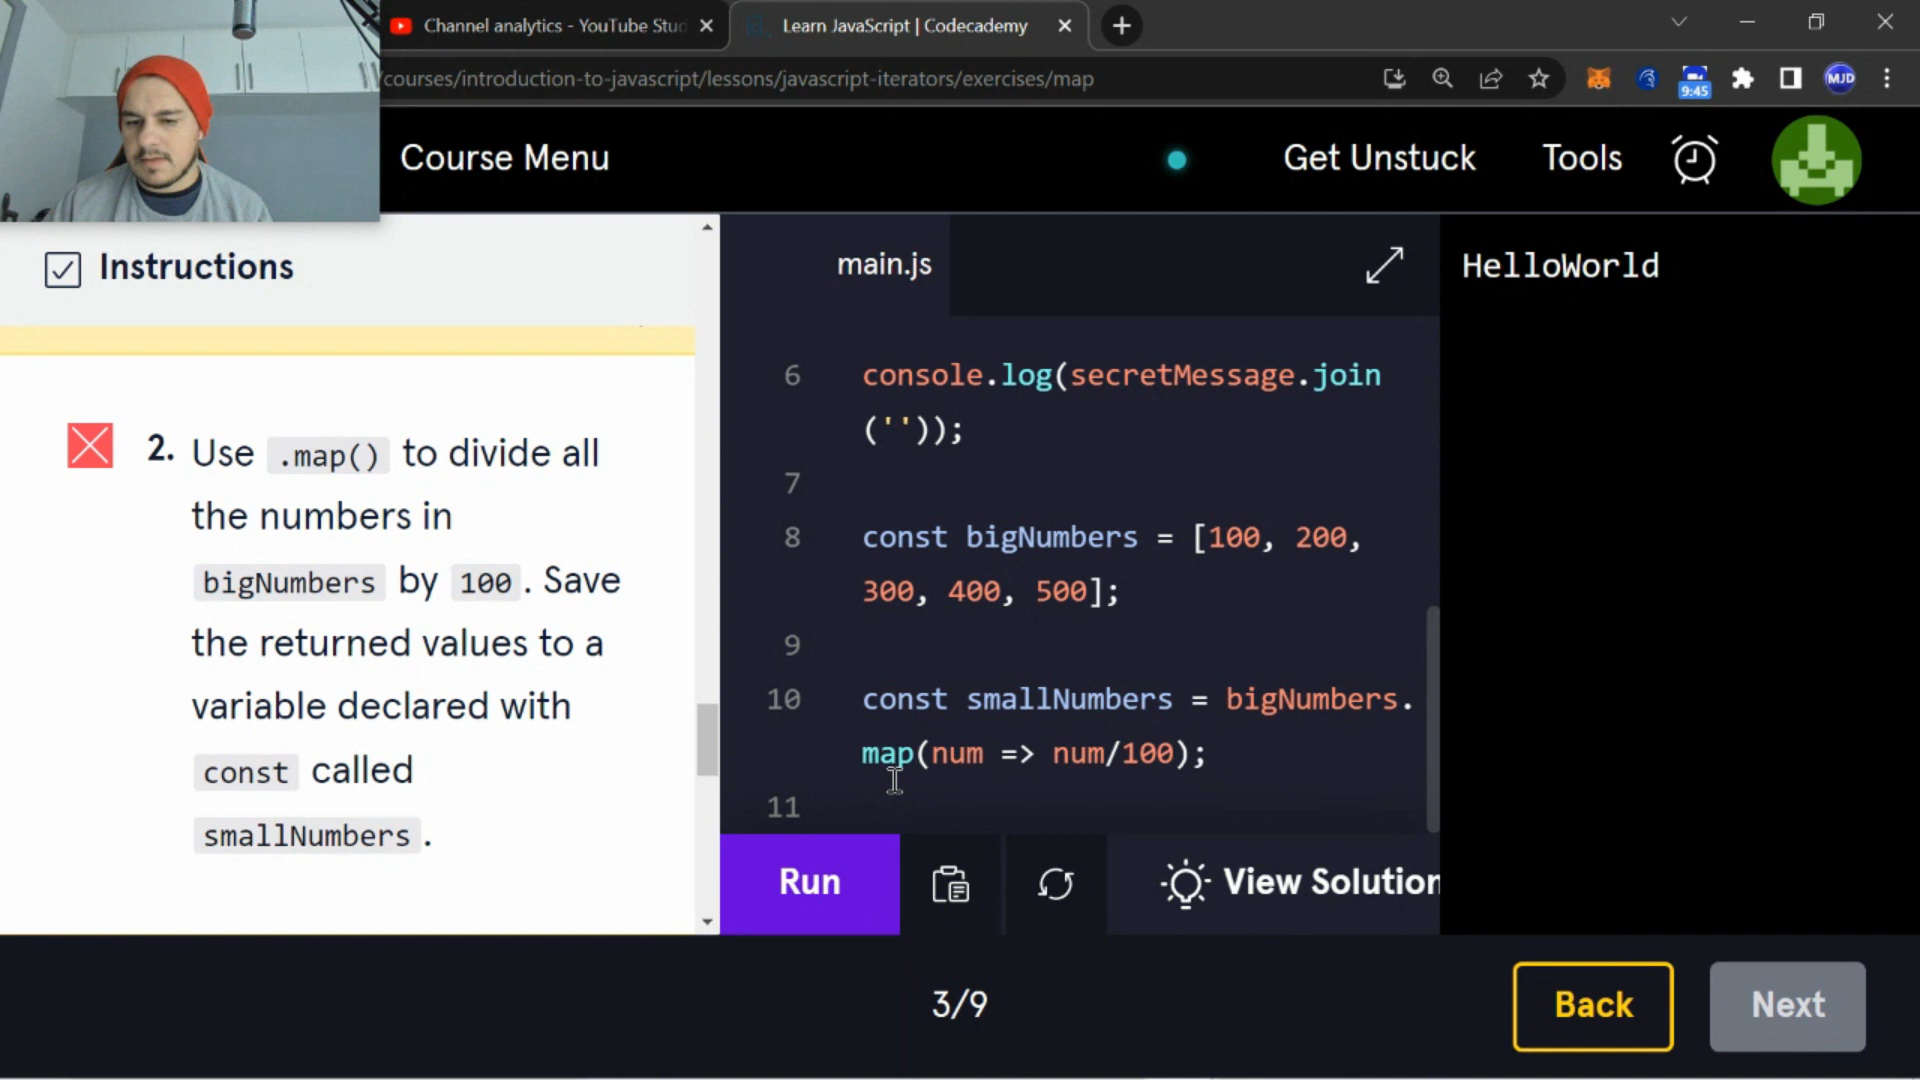 Channel analytics - YouTube Stud
Learn JavaScript | Codecademy
/courses/introduction-to-javascript/lessons/javascript-iterators/exercises/map
9:45
MJD
Course Menu
Get Unstuck
Tools
Instructions
2. Use .map() to divide all
the numbers in
bigNumbers by 100. Save
the returned values to a
variable declared with
const called
smallNumbers.
main.js
6 console.log(secretMessage.join
(''));
7
8 const bigNumbers = [100, 200,
300, 400, 500];
9
10 const smallNumbers = bigNumbers.
map(num => num/100);
11
Run
View Solution
HelloWorld
3/9
Back
Next